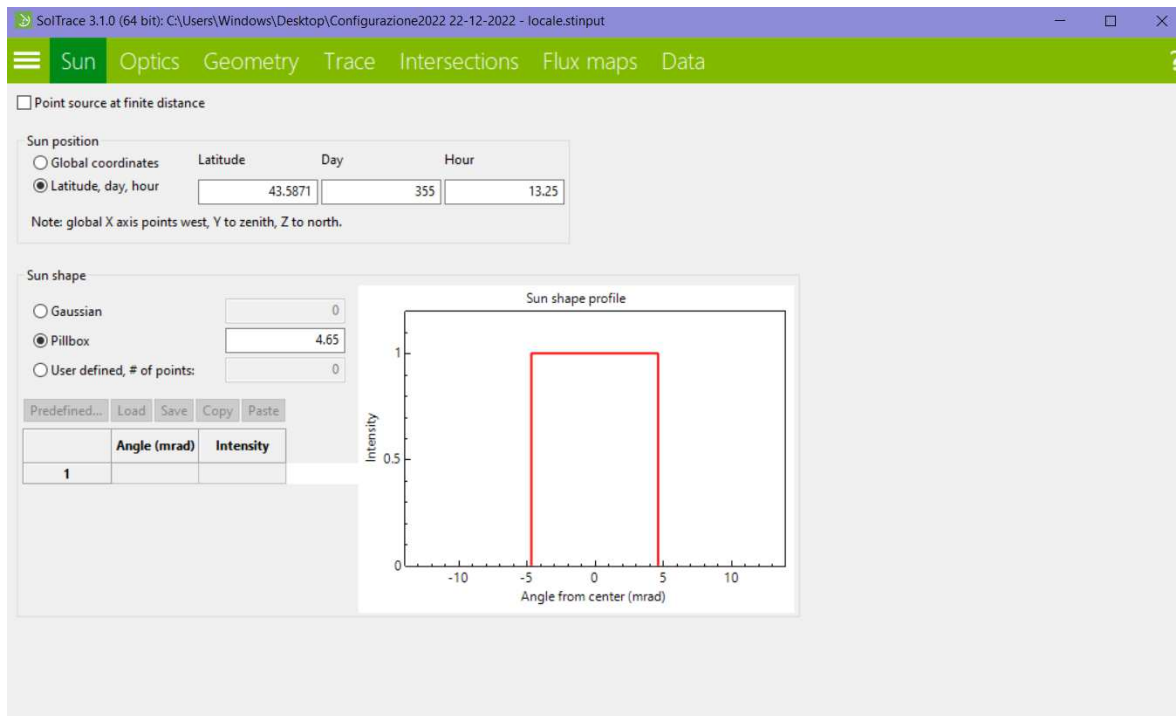 SolTrace 3.1.0 (64 bit): C:\Users\Windows\Desktop\Configurazione2022 22-12-2022 - locale.stinput
Sun Optics Geometry Trace Intersections Flux maps Data ?
Point source at finite distance
Sun position
Global coordinates Latitude Day Hour
Latitude, day, hour 43.5871 355 13.25
Note: global X axis points west, Y to zenith, Z to north.
Sun shape
Gaussian 0
Pillbox 4.65
User defined, # of points: 0
Predefined... Load Save Copy Paste
Angle (mrad) Intensity
1
Sun shape profile
1
0.5
0
Intensity
-10 -5 0 5 10
Angle from center (mrad)